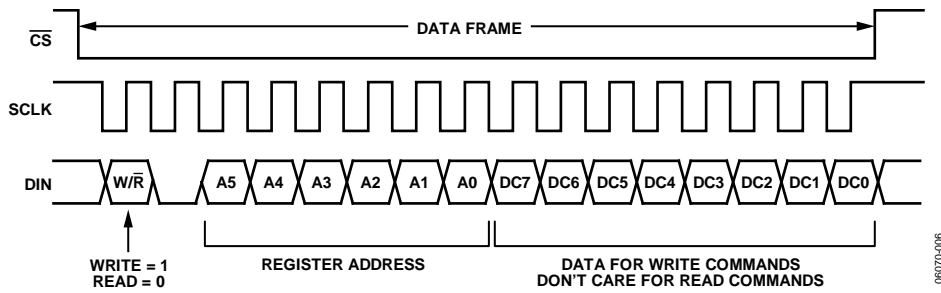 DATA FRAME
CS
SCLK
DIN
W/R A5 A4 A3 A2 A1 A0 DC7 DC6 DC5 DC4 DC3 DC2 DC1 DC0
WRITE = 1
READ = 0
REGISTER ADDRESS
DATA FOR WRITE COMMANDS
DON'T CARE FOR READ COMMANDS
06070-006